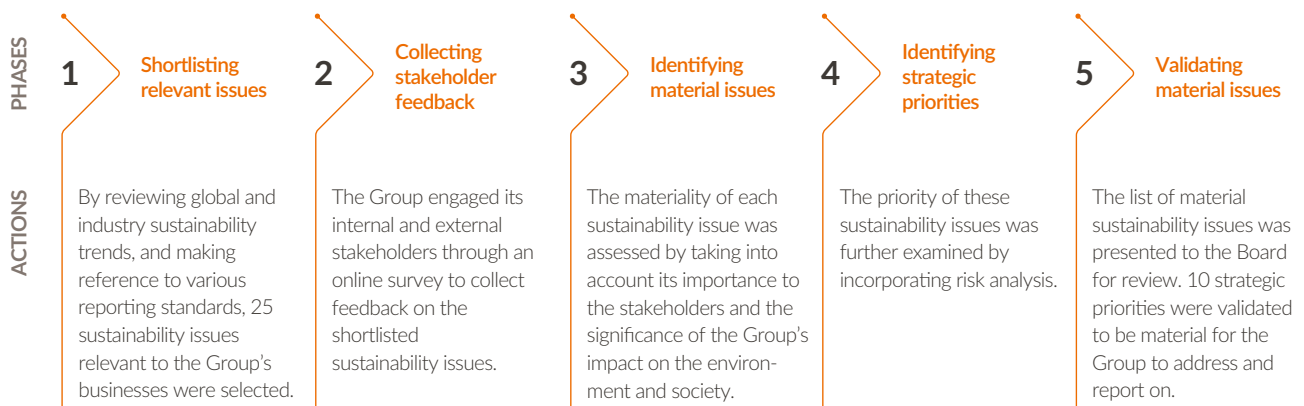 PHASES
1
Shortlisting
relevant issues
2
Collecting
stakeholder
feedback
3
Identifying
material issues
4
Identifying
strategic
priorities
5
Validating
material issues
ACTIONS
By reviewing global and
industry sustainability
trends, and making
reference to various
reporting standards, 25
sustainability issues
relevant to the Group's
businesses were selected.
The Group engaged its
internal and external
stakeholders through an
online survey to collect
feedback on the
shortlisted
sustainability issues.
The materiality of each
sustainability issue was
assessed by taking into
account its importance to
the stakeholders and the
significance of the Group's
impact on the environ-
ment and society.
The priority of these
sustainability issues was
further examined by
incorporating risk analysis.
The list of material
sustainability issues was
presented to the Board
for review. 10 strategic
priorities were validated
to be material for the
Group to address and
report on.